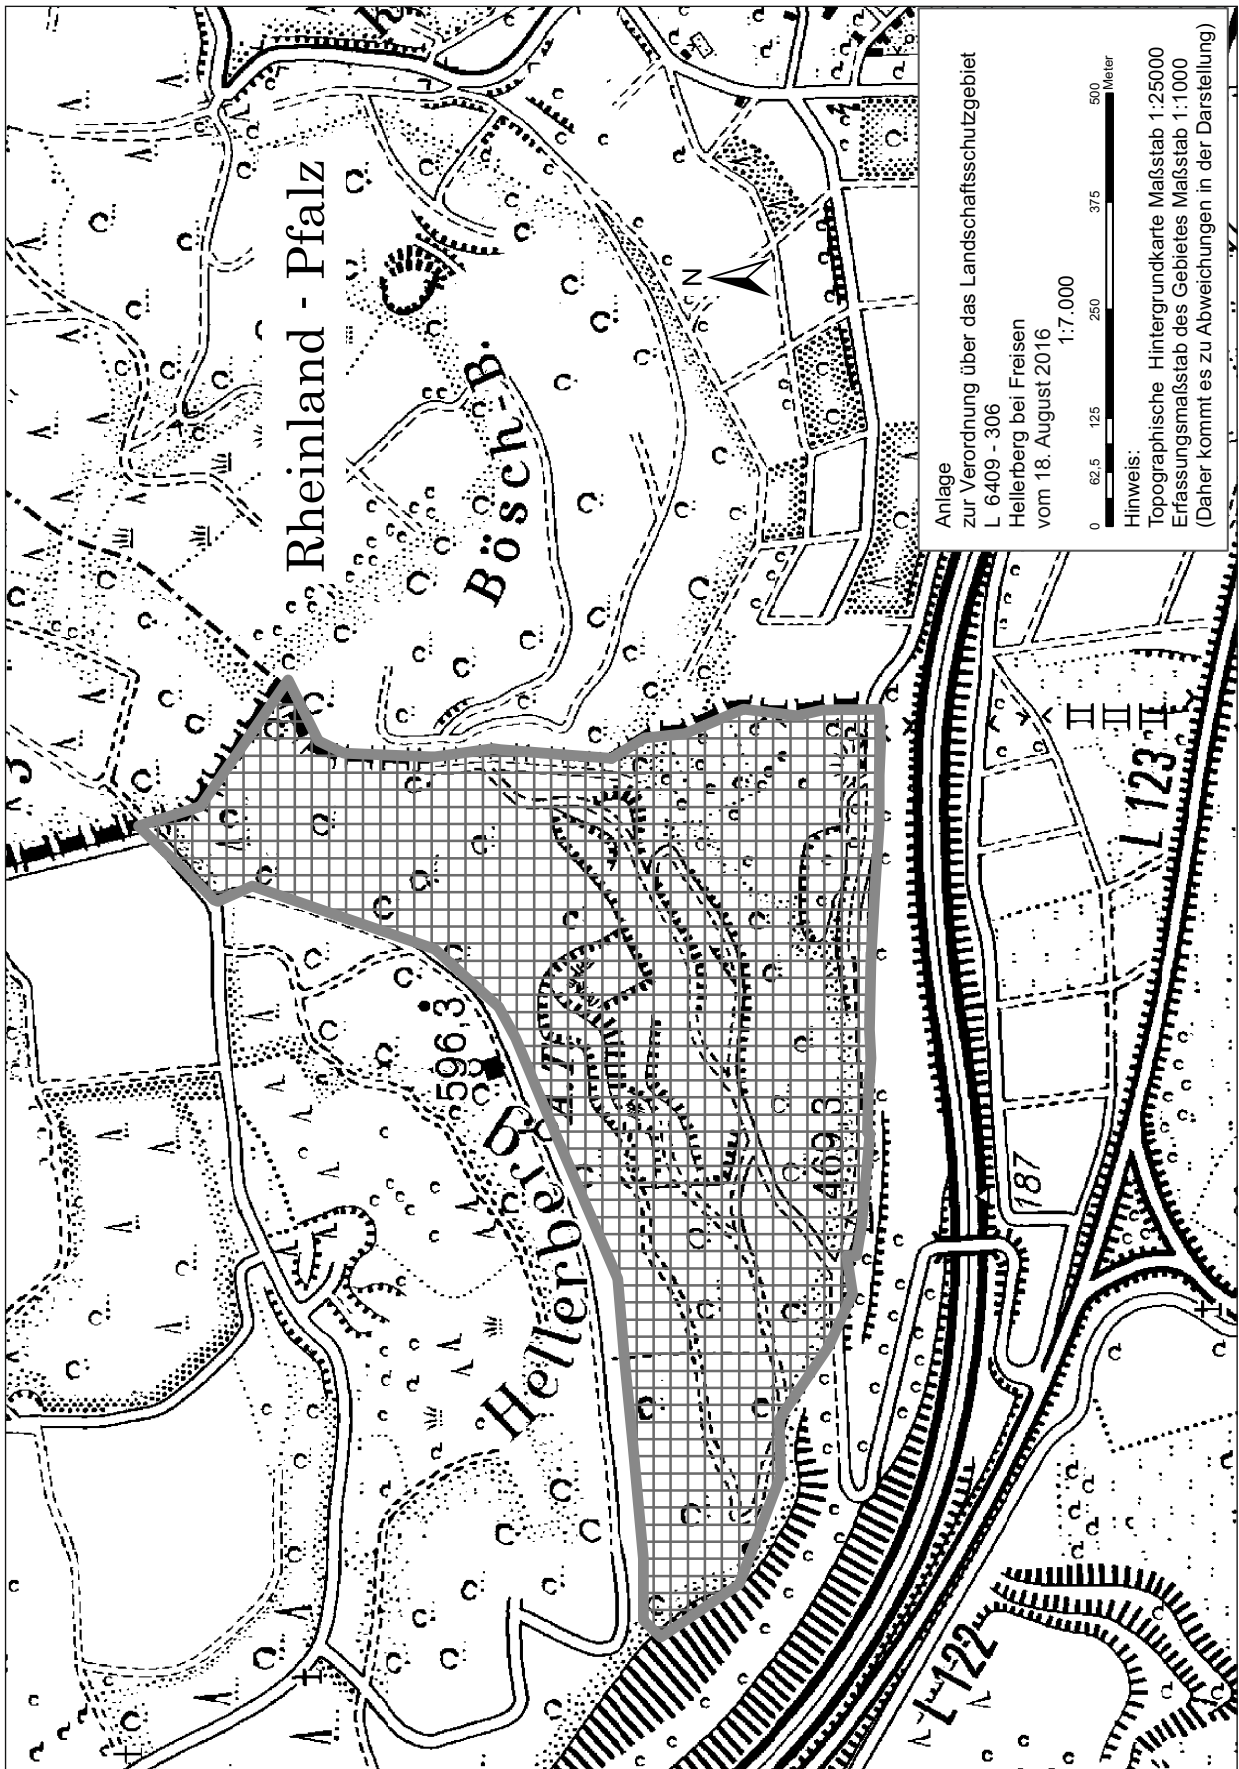 Rheinland - Pfalz
Bösch-B.
Hellerberg
596,3
A.T.
469,3
187
L 123
L 122
3
N
Anlage
zur Verordnung über das Landschaftsschutzgebiet
L 6409 - 306
Hellerberg bei Freisen
vom 18. August 2016
1:7.000
0 62,5 125 250 375 500
Meter
Hinweis:
Topographische Hintergrundkarte Maßstab 1:25000
Erfassungsmaßstab des Gebietes Maßstab 1:1000
(Daher kommt es zu Abweichungen in der Darstellung)